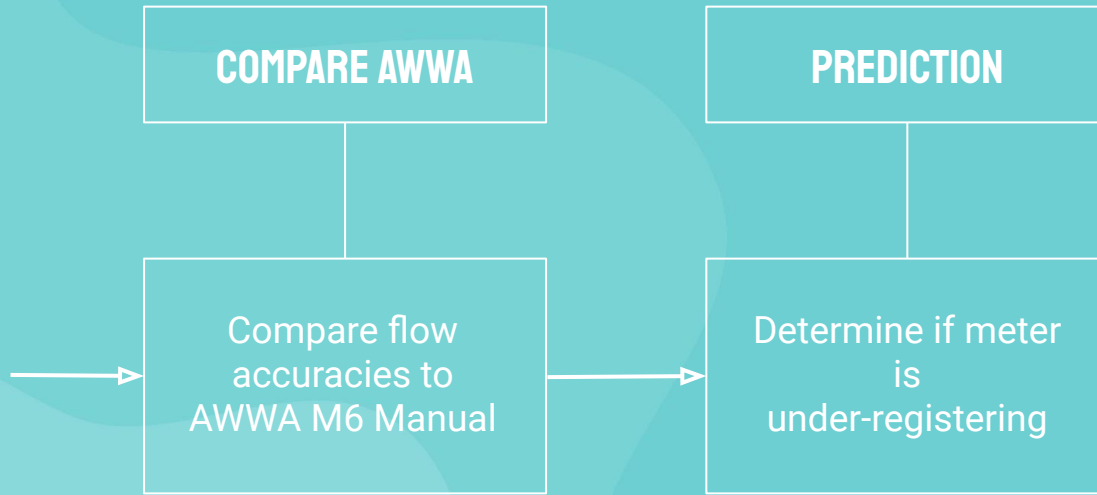 COMPARE AWWA
PREDICTION
Compare flow
accuracies to
AWWA M6 Manual
Determine if meter
is
under-registering